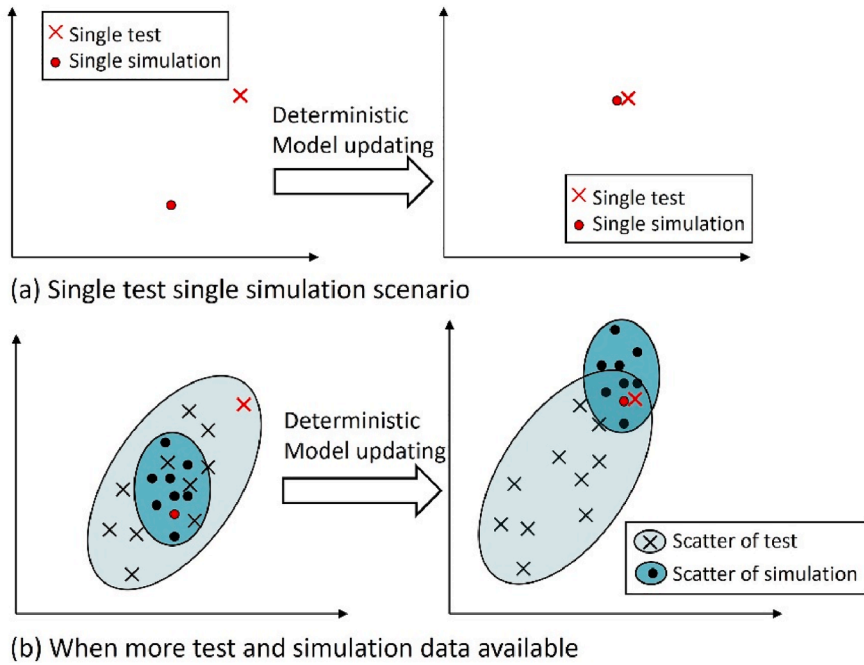 Single test
Single simulation
Deterministic
Model updating
Single test
Single simulation
(a) Single test single simulation scenario
Deterministic
Model updating
Scatter of test
Scatter of simulation
(b) When more test and simulation data available